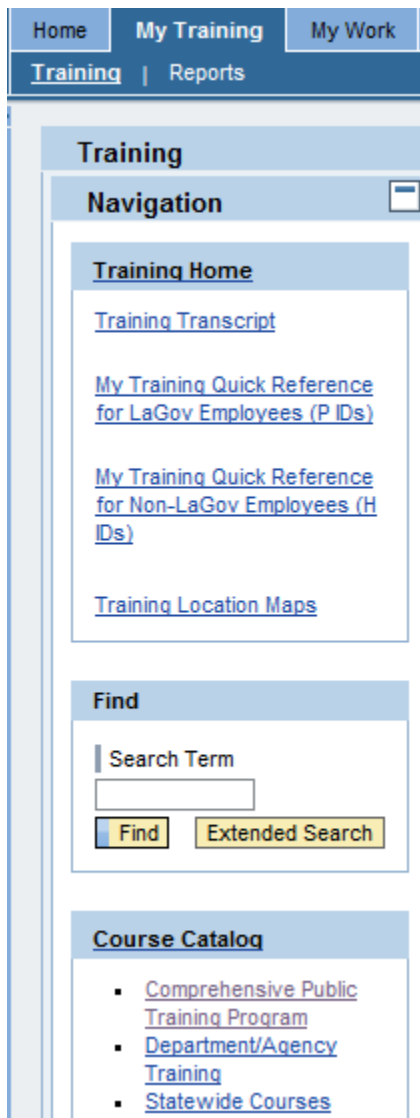 Home My Training My Work
Training | Reports
Training
Navigation
Training Home
Training Transcript
My Training Quick Reference
for LaGov Employees (P IDs)
My Training Quick Reference
for Non-LaGov Employees (H
IDs)
Training Location Maps
Find
Search Term
Find Extended Search
Course Catalog
Comprehensive Public
Training Program
Department/Agency
Training
Statewide Courses